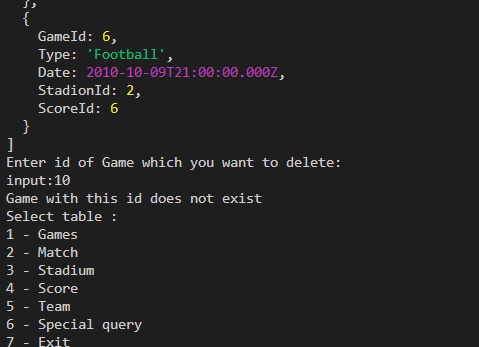 },
{
GameId: 6,
Type: 'Football',
Date: 2010-10-09T21:00:00.000Z,
StadionId: 2,
ScoreId: 6
}
]
Enter id of Game which you want to delete:
input:10
Game with this id does not exist
Select table :
1 - Games
2 - Match
3 - Stadium
4 - Score
5 - Team
6 - Special query
7 - Exit